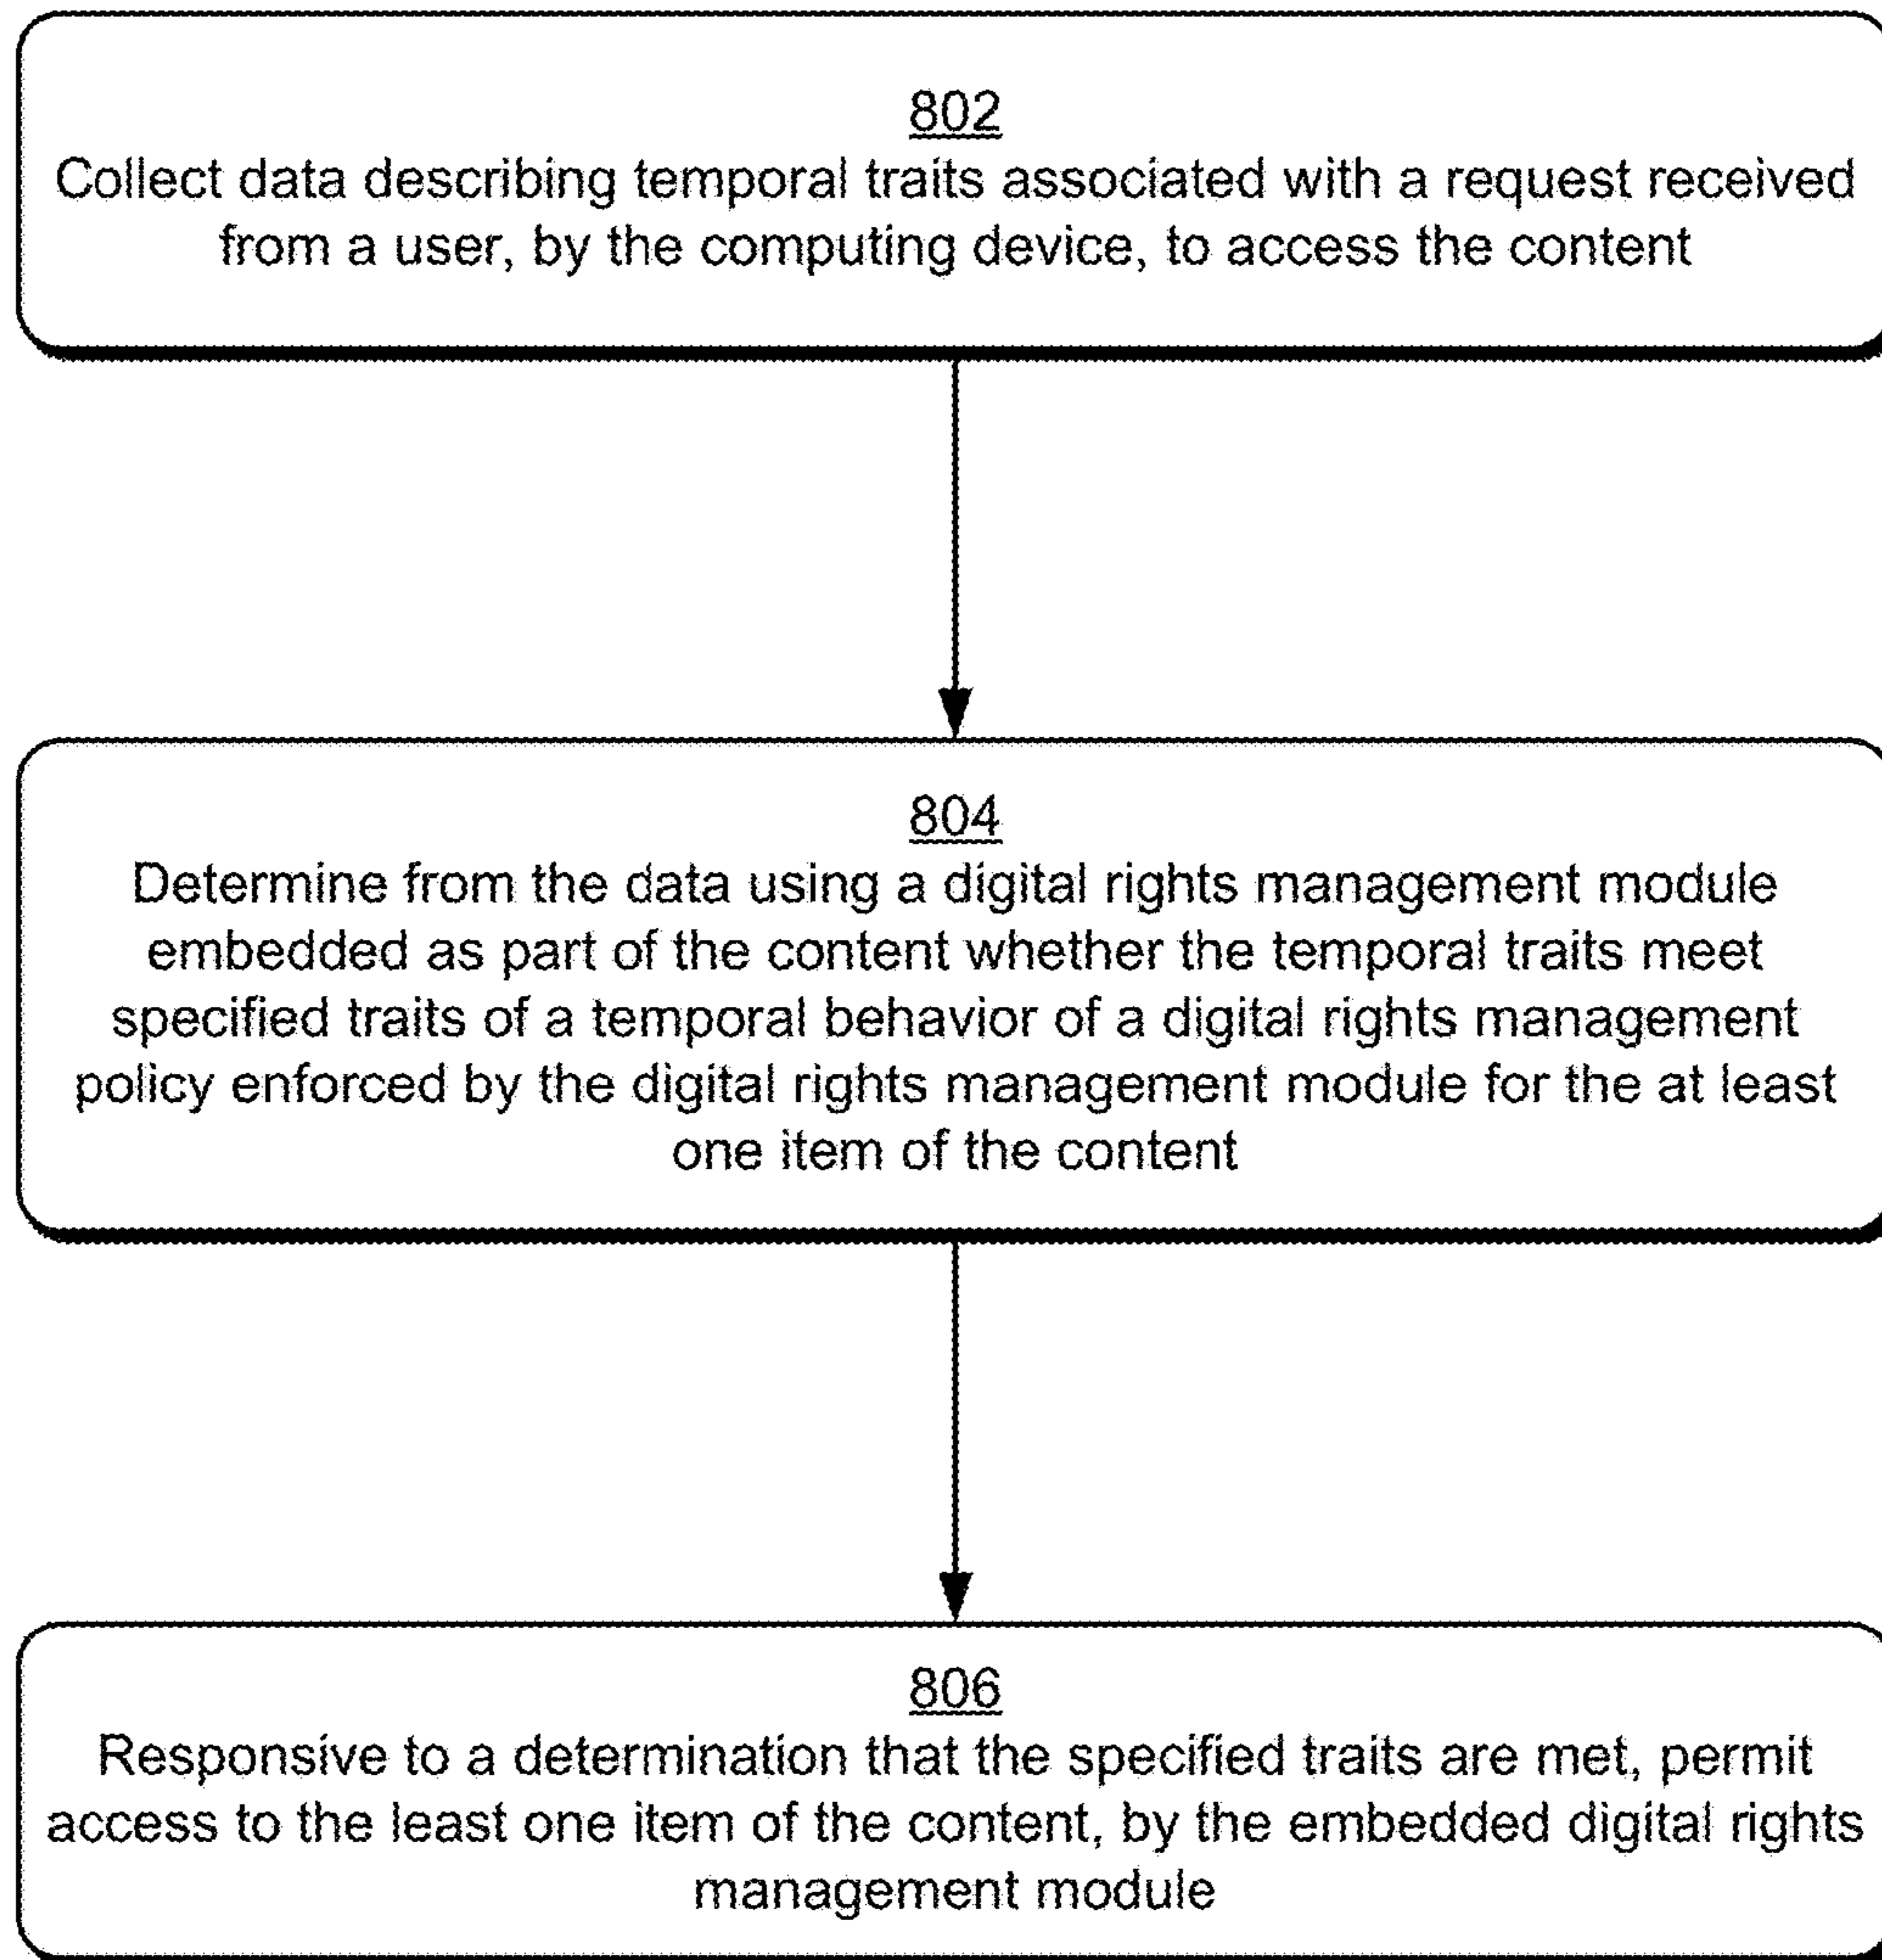 802
Collect data describing temporal traits associated with a request received
from a user, by the computing device, to access the content
804
Determine from the data using a digital rights management module
embedded as part of the content whether the temporal traits meet
specified traits of a temporal behavior of a digital rights management
policy enforced by the digital rights management module for the at least
one item of the content
806
Responsive to a determination that the specified traits are met, permit
access to the least one item of the content, by the embedded digital rights
management module